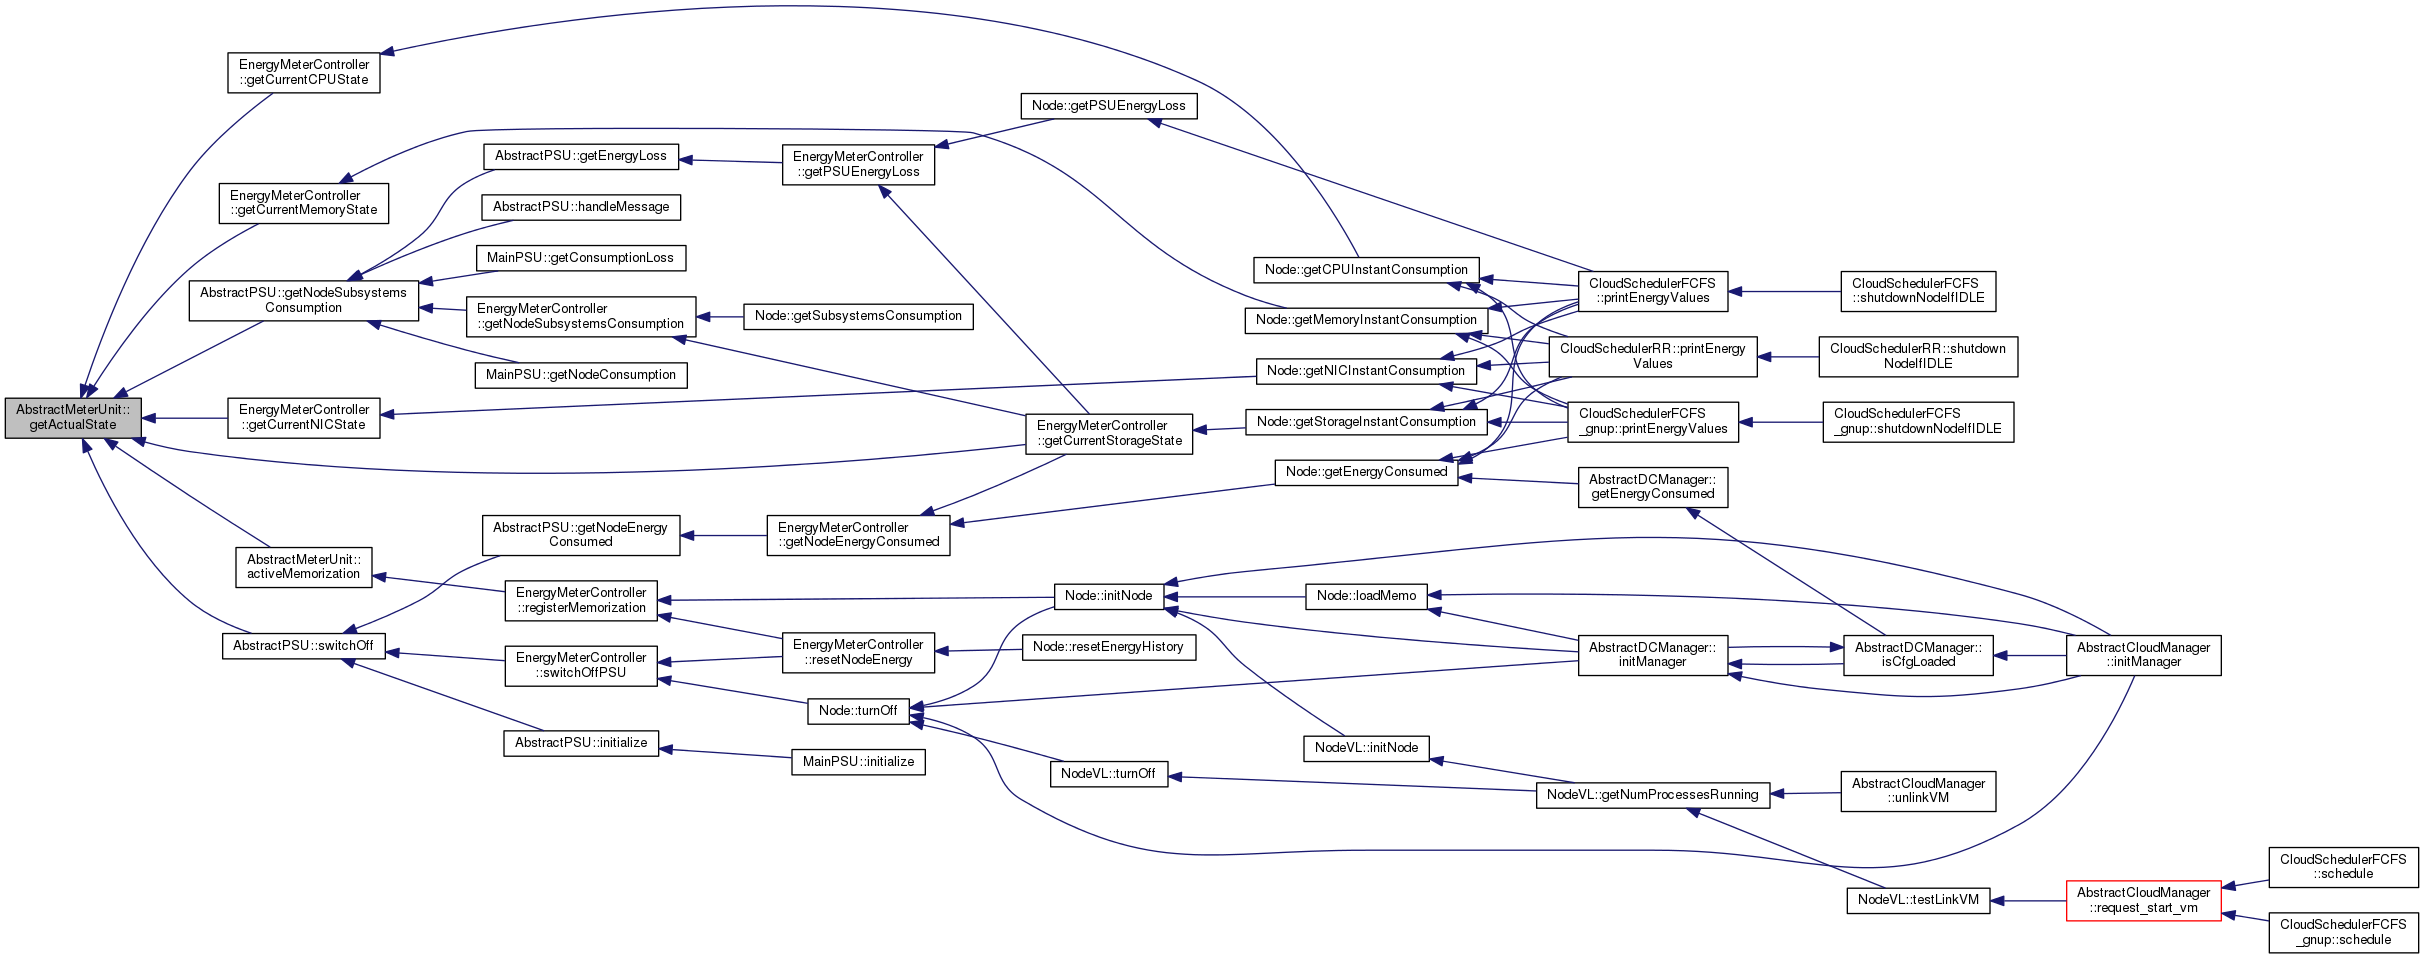 EnergyMeterController
::getCurrentCPUState
Node::getPSUEnergyLoss
AbstractPSU::getEnergyLoss
EnergyMeterController
::getPSUEnergyLoss
EnergyMeterController
::getCurrentMemoryState
AbstractPSU::handleMessage
MainPSU::getConsumptionLoss
Node::getCPUInstantConsumption
CloudSchedulerFCFS
::printEnergyValues
CloudSchedulerFCFS
::shutdownNodeIfIDLE
AbstractPSU::getNodeSubsystems
Consumption
EnergyMeterController
::getNodeSubsystemsConsumption
Node::getSubsystemsConsumption
Node::getMemoryInstantConsumption
CloudSchedulerRR::printEnergy
Values
CloudSchedulerRR::shutdown
NodeIfIDLE
MainPSU::getNodeConsumption
Node::getNICInstantConsumption
AbstractMeterUnit::
getActualState
EnergyMeterController
::getCurrentNICState
EnergyMeterController
::getCurrentStorageState
Node::getStorageInstantConsumption
CloudSchedulerFCFS
_gnup::printEnergyValues
CloudSchedulerFCFS
_gnup::shutdownNodeIfIDLE
Node::getEnergyConsumed
AbstractDCManager::
getEnergyConsumed
AbstractPSU::getNodeEnergy
Consumed
EnergyMeterController
::getNodeEnergyConsumed
AbstractMeterUnit::
activeMemorization
EnergyMeterController
::registerMemorization
Node::initNode
Node::loadMemo
AbstractPSU::switchOff
EnergyMeterController
::switchOffPSU
EnergyMeterController
::resetNodeEnergy
Node::resetEnergyHistory
AbstractDCManager::
initManager
AbstractDCManager::
isCfgLoaded
AbstractCloudManager
::initManager
Node::turnOff
AbstractPSU::initialize
MainPSU::initialize
NodeVL::initNode
NodeVL::turnOff
NodeVL::getNumProcessesRunning
AbstractCloudManager
::unlinkVM
NodeVL::testLinkVM
AbstractCloudManager
::request_start_vm
CloudSchedulerFCFS
::schedule
CloudSchedulerFCFS
_gnup::schedule